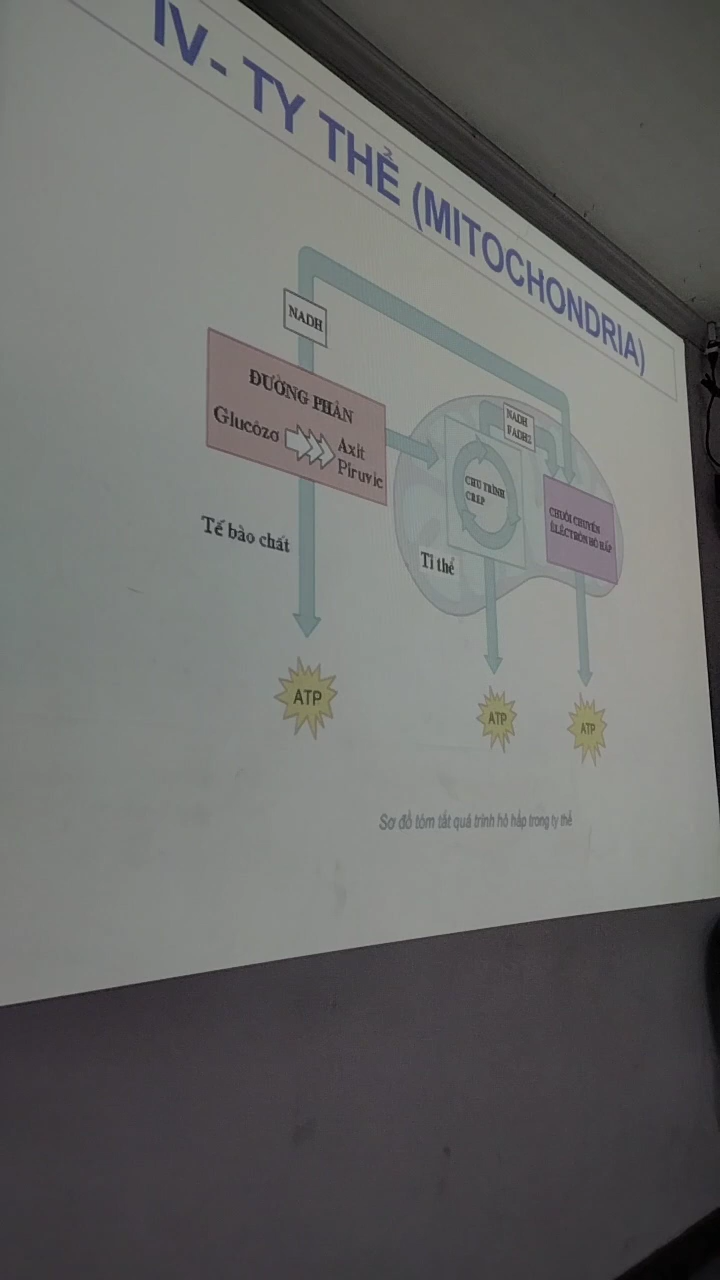 IV- TY THỂ (MITOCHONDRIA)
NADH
ĐƯỜNG PHÂN
Glucôzơ
Axit
Piruvic
NADH
FADH2
CHU TRÌNH
CREP
CHUỖI CHUYỀN
ÊLECTRON HÔ HẤP
Tế bào chất
Ti thể
ATP
ATP
ATP
Sơ đồ tóm tắt quá trình hô hấp trong ty thể